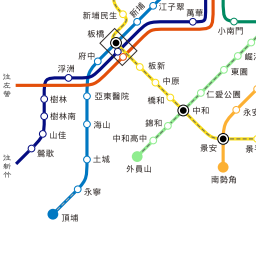 江子翠
新埔
新埔民生
萬華
小南門
板橋
府中
板新
浮洲
中原
東園
往左營
樹林
亞東醫院
橋和
仁愛公園
樹林南
海山
錦和
中和
永安
山佳
中和高中
景安
鶯歌
土城
外員山
南勢角
往新竹
永寧
頂埔